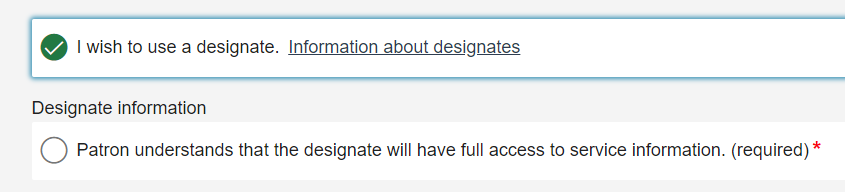 I wish to use a designate. Information about designates
Designate information
Patron understands that the designate will have full access to service information. (required)*